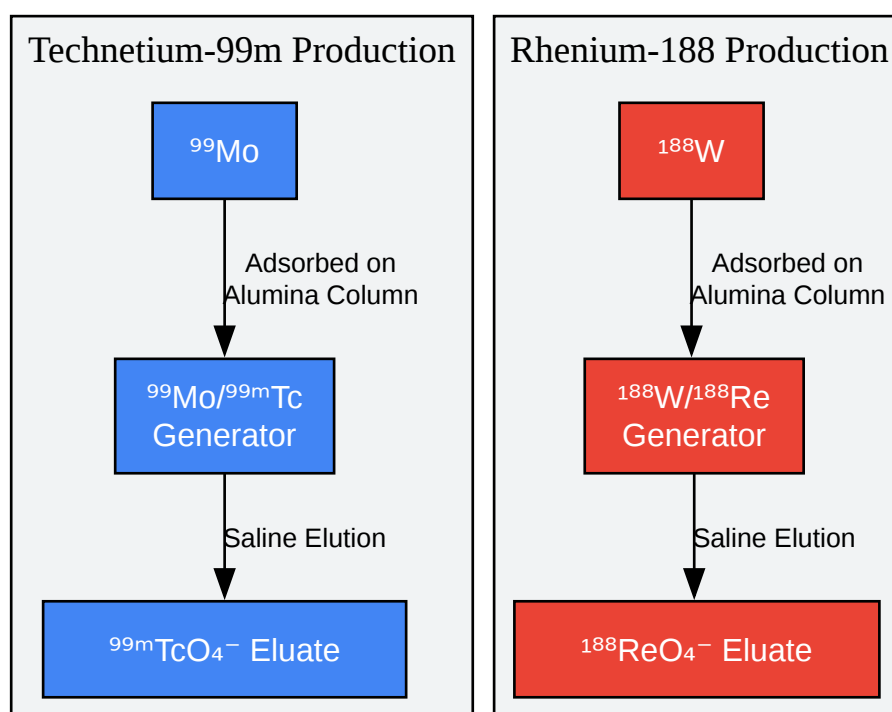 Technetium-99m Production
⁹⁹Mo
Adsorbed on
Alumina Column
⁹⁹Mo/⁹⁹ᵐTc
Generator
Saline Elution
⁹⁹ᵐTcO₄⁻ Eluate
Rhenium-188 Production
¹⁸⁸W
Adsorbed on
Alumina Column
¹⁸⁸W/¹⁸⁸Re
Generator
Saline Elution
¹⁸⁸ReO₄⁻ Eluate